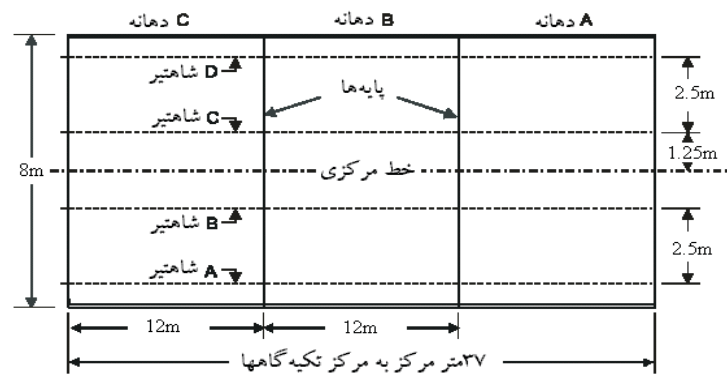 دهانه C
دهانه B
دهانه A
شاهتیر D
پایه‌ها
2.5m
شاهتیر C
1.25m
8m
خط مرکزی
شاهتیر B
2.5m
شاهتیر A
12m
12m
۳۷متر مرکز به مرکز تکیه‌گاهها